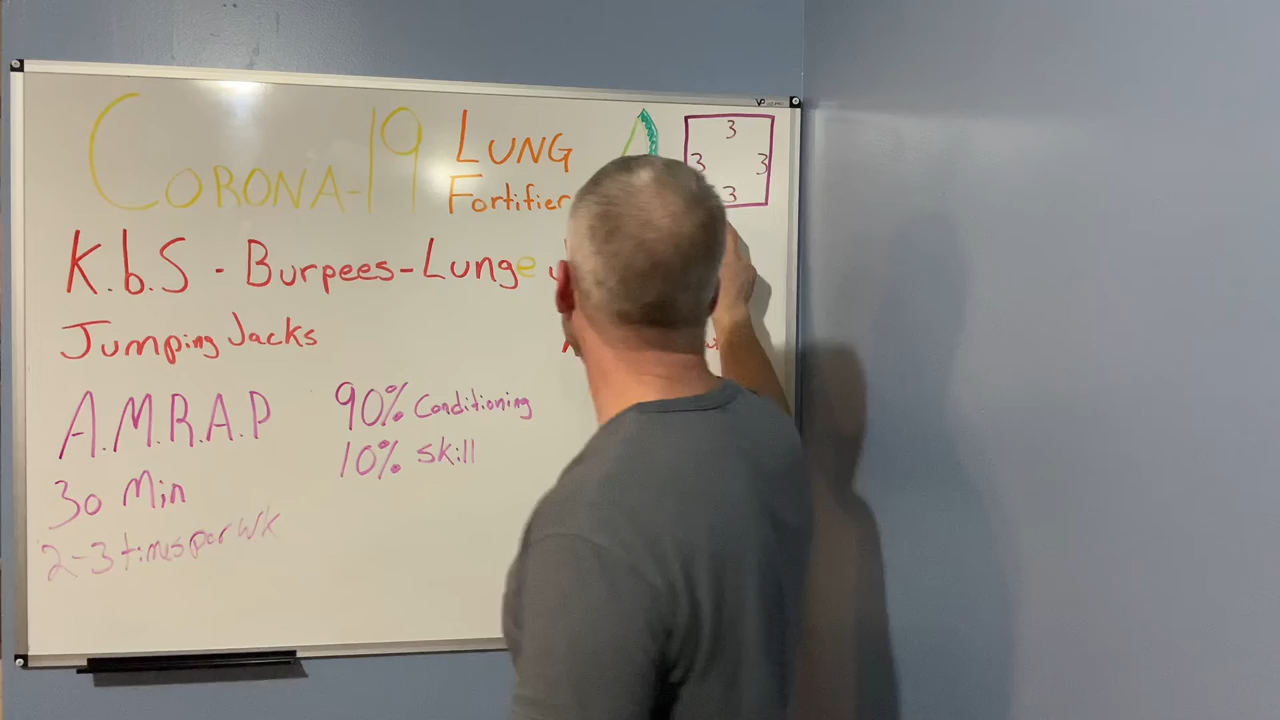 CORONA-19 LUNG Fortifier
3
3 3
3
K.b.S - Burpees-Lunge
Jumping Jacks
A.M.R.A.P
90% Conditioning
10% Skill
30 Min
2-3 times per wk